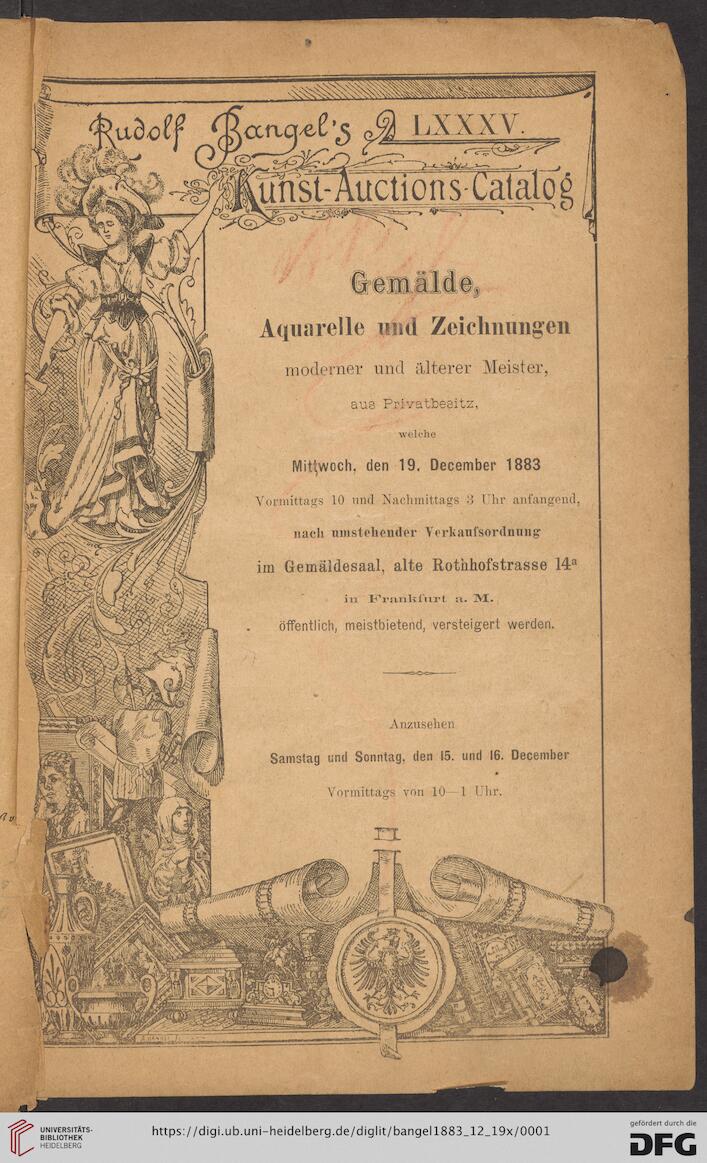 Rudolf Bangel's LXXXV.
Kunst-Auctions-Catalog
Gemälde,
Aquarelle und Zeichnungen
moderner und älterer Meister,
aus Privatbesitz,
welche
Mittwoch, den 19. December 1883
Vormittags 10 und Nachmittags 3 Uhr anfangend,
nach umstehender Verkaufsordnung
im Gemäldesaal, alte Rothhofstrasse 14a
in Frankfurt a. M.
öffentlich, meistbietend, versteigert werden.
Anzusehen
Samstag und Sonntag, den 15. und 16. December
Vormittags von 10—1 Uhr.
UNIVERSITÄTS-
BIBLIOTHEK
HEIDELBERG
https://digi.ub.uni-heidelberg.de/diglit/bangel1883_12_19x/0001
gefördert durch die
DFG